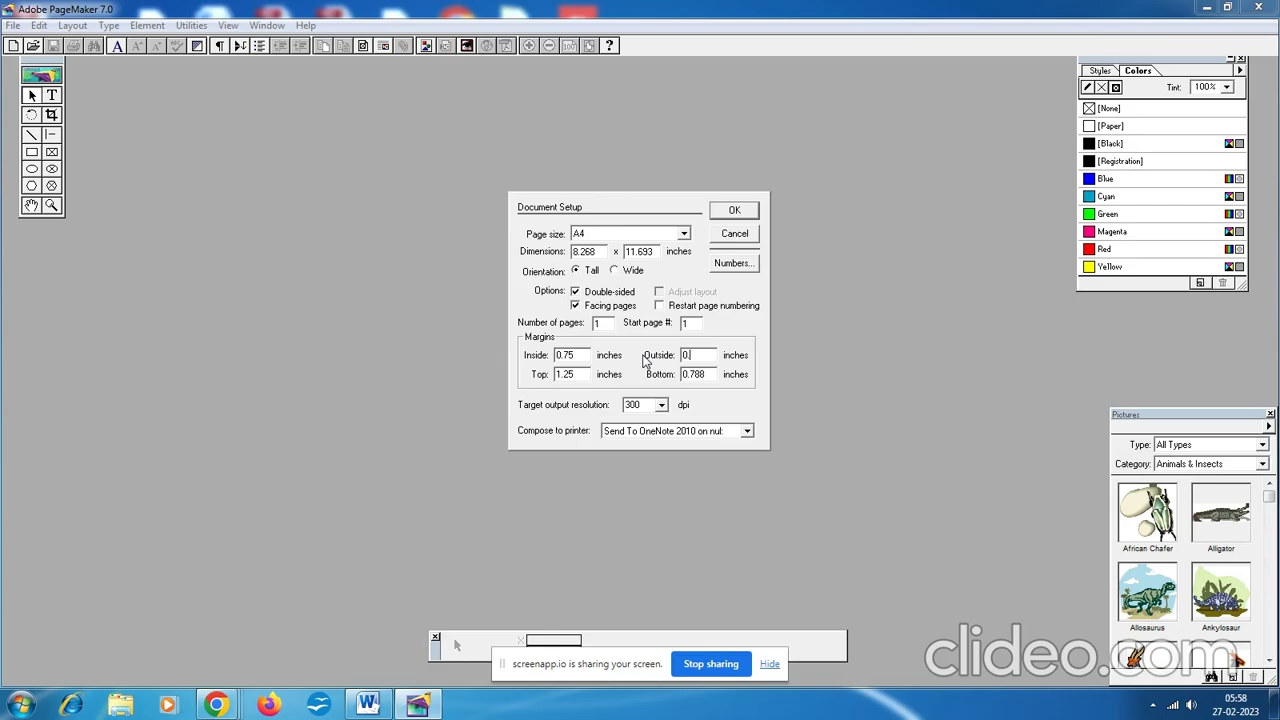 Adobe PageMaker 7.0
File Edit Layout Type Element Utilities View Window Help
Styles Colors
Tint: 100%
[None]
[Paper]
[Black]
[Registration]
Blue
Cyan
Green
Magenta
Red
Yellow
Document Setup
OK
Page size: A4
Cancel
Dimensions: 8.268 x 11.693 inches
Numbers...
Orientation: Tall Wide
Options: Double-sided Adjust layout
Facing pages Restart page numbering
Number of pages: 1 Start page #: 1
Margins
Inside: 0.75 inches Outside: 0. inches
Top: 1.25 inches Bottom: 0.788 inches
Target output resolution: 300 dpi
Compose to printer: Send To OneNote 2010 on nul:
Pictures
Type: All Types
Category: Animals & Insects
African Chafer Alligator
Allosaurus Ankylosaur
X
screenapp.io is sharing your screen. Stop sharing Hide
clideo.com
05:58
27-02-2023